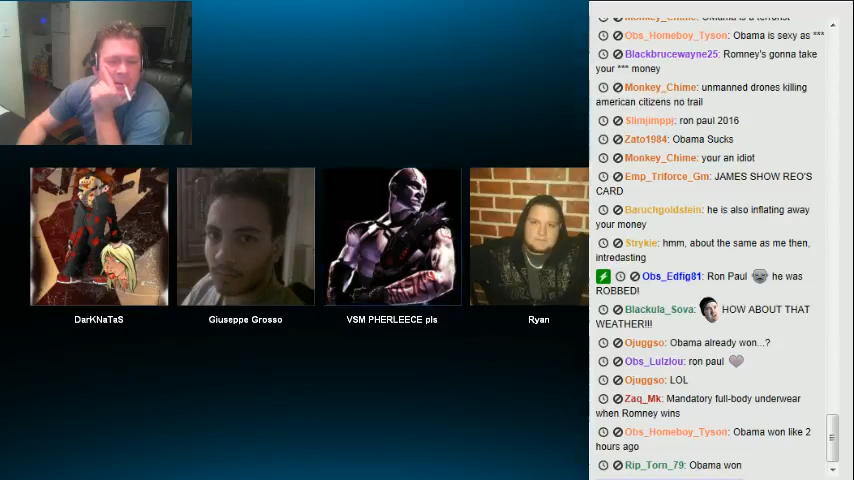 Monkey_Chime: Obama is a terrorist
Obs_Homeboy_Tyson: Obama is sexy as ***
Blackbrucewayne25: Romney's gonna take
your *** money
Monkey_Chime: unmanned drones killing
american citizens no trail
Slimjimppj: ron paul 2016
Zato1984: Obama Sucks
Monkey_Chime: your an idiot
Emp_Triforce_Gm: JAMES SHOW REO'S
CARD
Baruchgoldstein: he is also inflating away
your money
Strykie: hmm, about the same as me then,
intredasting
Obs_Edfig81: Ron Paul he was
ROBBED!
Blackula_Sova: HOW ABOUT THAT
WEATHER!!!
Ojuggso: Obama already won...?
Obs_Lulzlou: ron paul
Ojuggso: LOL
Zaq_Mk: Mandatory full-body underwear
when Romney wins
Obs_Homeboy_Tyson: Obama won like 2
hours ago
Rip_Torn_79: Obama won
DarKNaTaS
Giuseppe Grosso
VSM PHERLEECE pls
Ryan